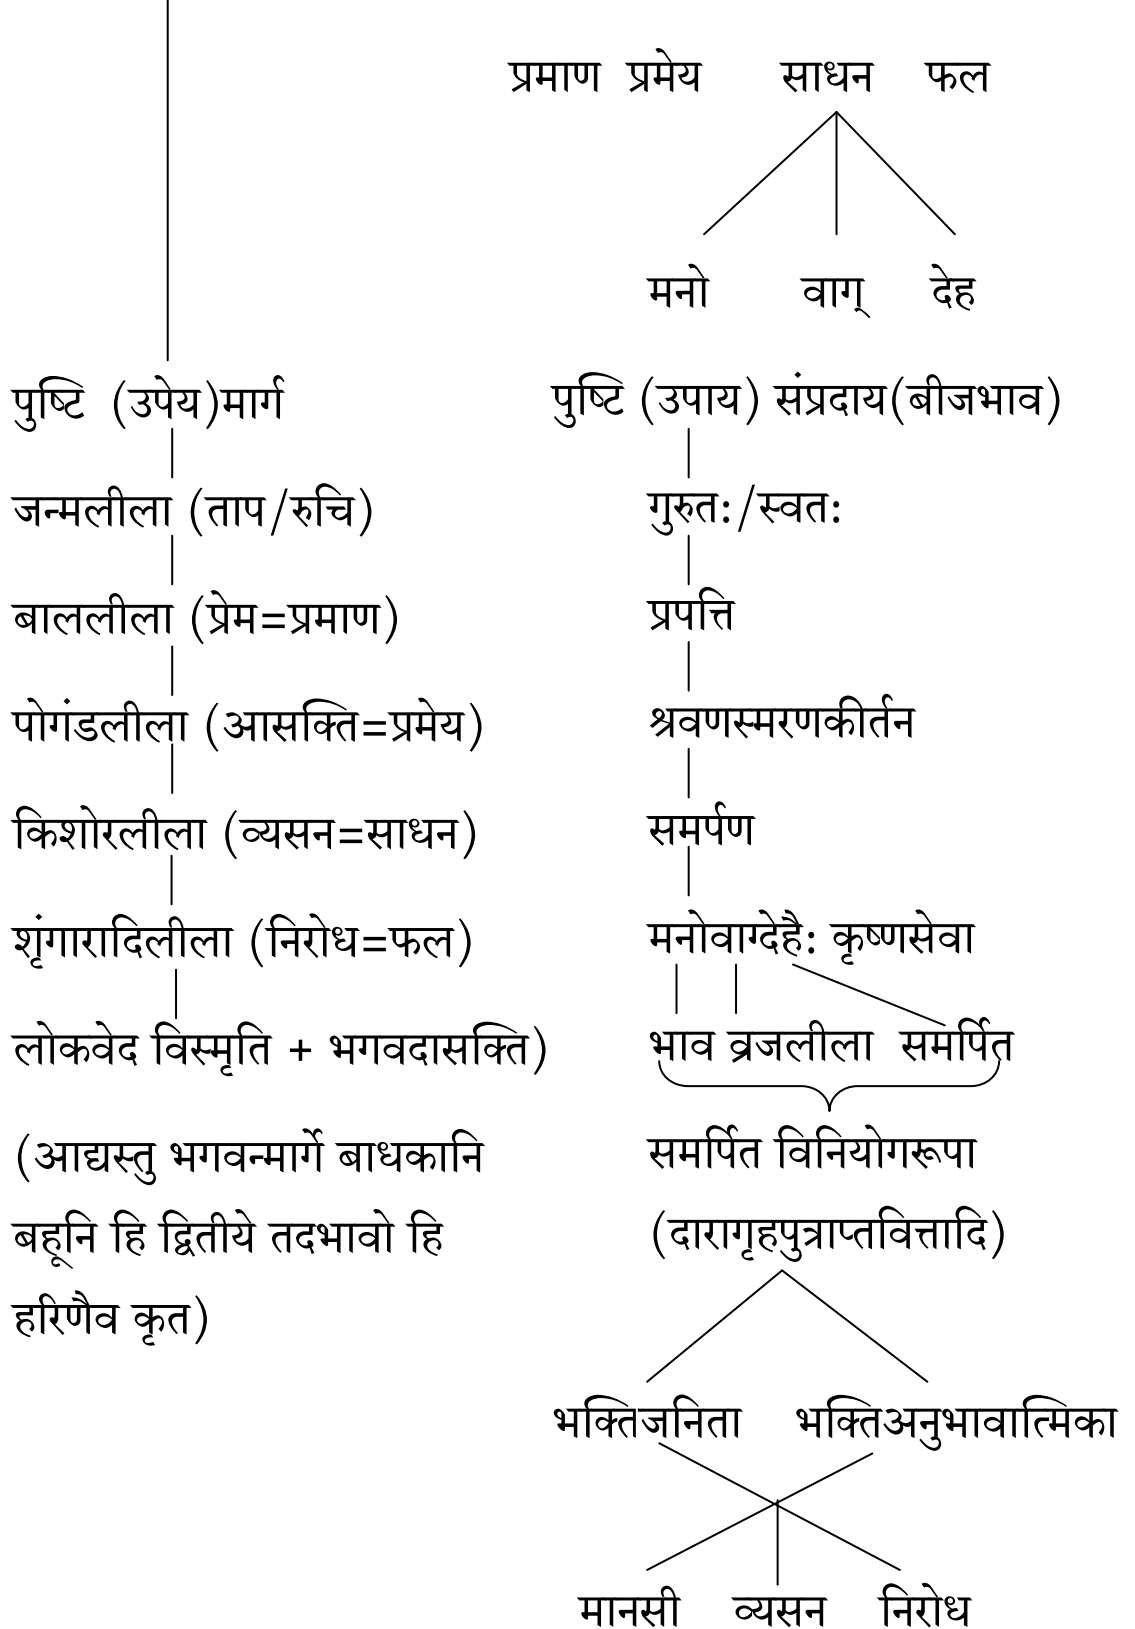 प्रमाण प्रमेय साधन फल
मनो वाग् देह
पुष्टि (उपेय)मार्ग
जन्मलीला (ताप/रुचि)
बाललीला (प्रेम=प्रमाण)
पोगंडलीला (आसक्ति=प्रमेय)
किशोरलीला (व्यसन=साधन)
शृंगारादिलीला (निरोध=फल)
लोकवेद विस्मृति + भगवदासक्ति)
(आद्यस्तु भगवन्मार्गे बाधकानि
बहूनि हि द्वितीये तदभावो हि
हरिणैव कृत)
पुष्टि (उपाय) संप्रदाय(बीजभाव)
गुरुतः/स्वतः
प्रपत्ति
श्रवणस्मरणकीर्तन
समर्पण
मनोवाग्देहैः कृष्णसेवा
भाव व्रजलीला समर्पित
समर्पित विनियोगरूपा
(दारागृहपुत्राप्तवित्तादि)
भक्तिजनिता भक्तिअनुभावात्मिका
मानसी व्यसन निरोध